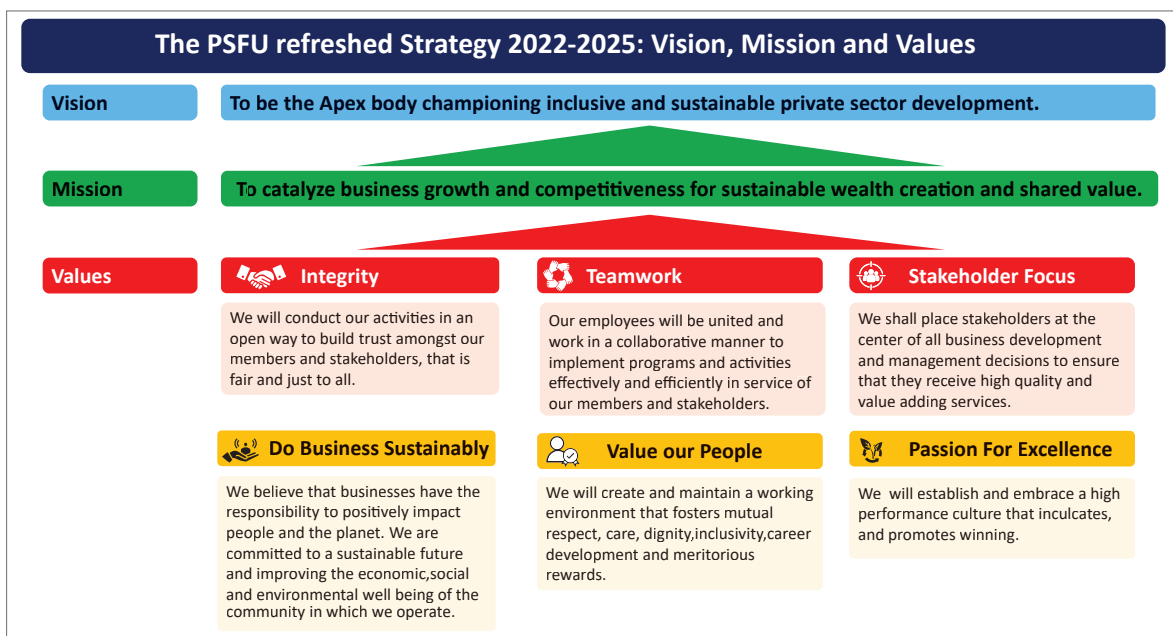 The PSFU refreshed Strategy 2022-2025: Vision, Mission and Values
Vision
To be the Apex body championing inclusive and sustainable private sector development.
Mission
To catalyze business growth and competitiveness for sustainable wealth creation and shared value.
Values
Integrity
We will conduct our activities in an
open way to build trust amongst our
members and stakeholders, that is
fair and just to all.
Teamwork
Our employees will be united and
work in a collaborative manner to
implement programs and activities
effectively and efficiently in service of
our members and stakeholders.
Stakeholder Focus
We shall place stakeholders at the
center of all business development
and management decisions to ensure
that they receive high quality and
value adding services.
Do Business Sustainably
We believe that businesses have the
responsibility to positively impact
people and the planet. We are
committed to a sustainable future
and improving the economic,social
and environmental well being of the
community in which we operate.
Value our People
We will create and maintain a working
environment that fosters mutual
respect, care, dignity,inclusivity,career
development and meritorious
rewards.
Passion For Excellence
We will establish and embrace a high
performance culture that inculcates,
and promotes winning.